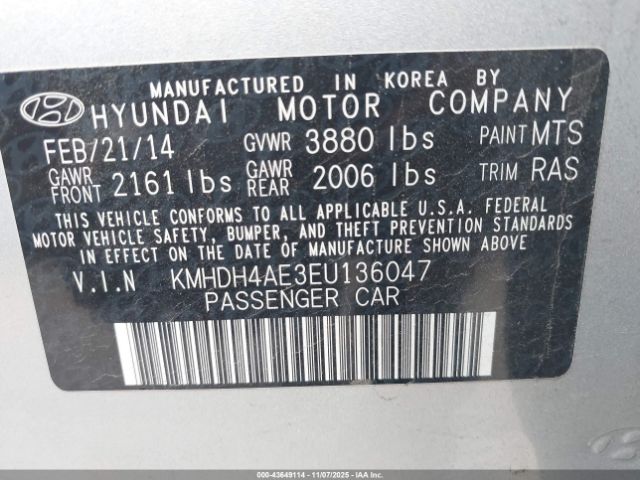 MANUFACTURED IN KOREA BY
HYUNDAI MOTOR COMPANY
FEB/21/14 GVWR 3880 lbs PAINT MTS
GAWR FRONT 2161 lbs GAWR REAR 2006 lbs TRIM RAS
THIS VEHICLE CONFORMS TO ALL APPLICABLE U.S.A. FEDERAL
MOTOR VEHICLE SAFETY, BUMPER, AND THEFT PREVENTION STANDARDS
IN EFFECT ON THE DATE OF MANUFACTURE SHOWN ABOVE.
V.I.N KMHDH4AE3EU136047
PASSENGER CAR
000-43649114 - 11/07/2025 - IAAI.COM